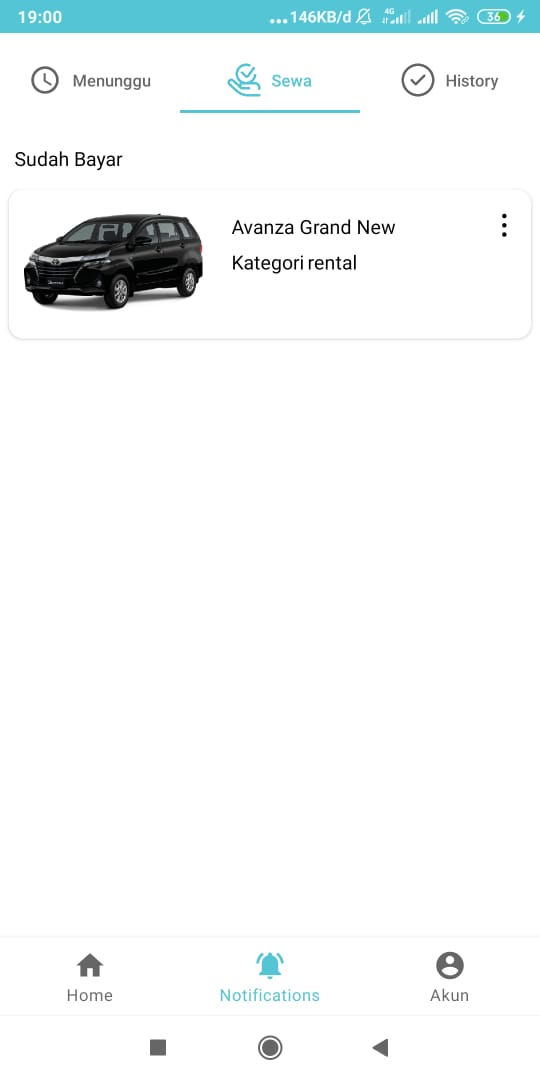 19:00
...146KB/d 4G 36
Menunggu
Sewa
History
Sudah Bayar
Avanza Grand New
Kategori rental
Home
Notifications
Akun